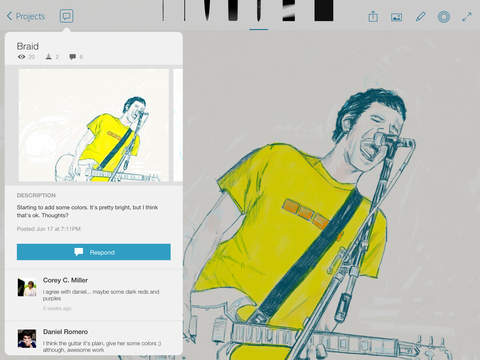 Projects
Braid
20 2 6
DESCRIPTION
Starting to add some colors. It's pretty bright, but I think
that's ok. Thoughts?
Posted Jun 17 at 7:11PM
Respond
Corey C. Miller
i agree with daniel... maybe some dark reds and
purples
5 weeks ago
Daniel Romero
I think the guitar it's plain, give her some colors ;)
although, awesome work